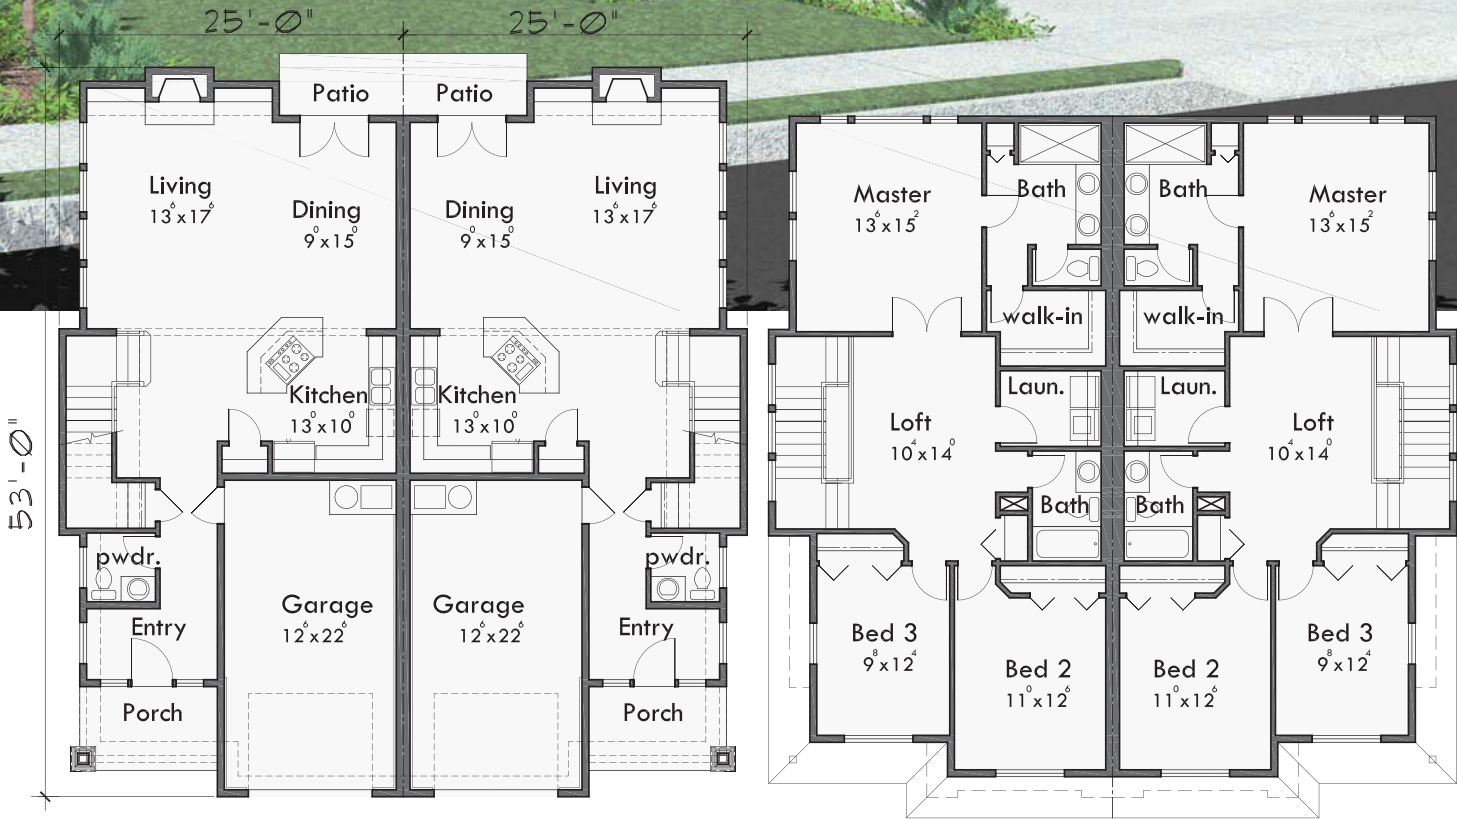 25'-0" 25'-0"
Patio Patio
Living
13⁶x17⁶
Dining
9⁰x15⁰
Dining
9⁰x15⁰
Living
13⁶x17⁶
Kitchen
13⁰x10⁰
Kitchen
13⁰x10⁰
53'-0"
pwdr. pwdr.
Garage
12⁶x22⁶
Garage
12⁶x22⁶
Entry Entry
Porch Porch
Master
13⁶x15²
Bath Bath
Master
13⁶x15²
walk-in walk-in
Laun. Laun.
Loft
10⁴x14⁰
Loft
10⁴x14⁰
Bath Bath
Bed 3
9⁸x12⁴
Bed 2
11⁰x12⁶
Bed 2
11⁰x12⁶
Bed 3
9⁸x12⁴